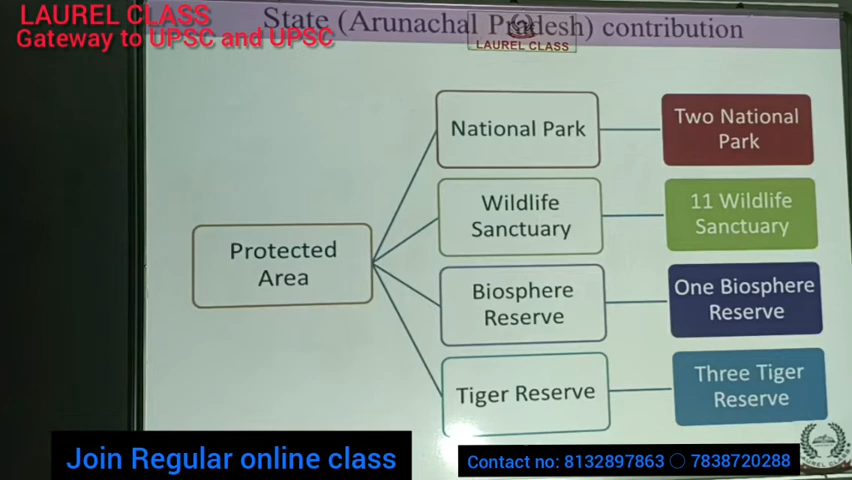 LAUREL CLASS
Gateway to UPSC and UPSC
State (Arunachal Pradesh) contribution
LAUREL CLASS
National Park
Two National
Park
Wildlife
Sanctuary
11 Wildlife
Sanctuary
Protected
Area
Biosphere
Reserve
One Biosphere
Reserve
Tiger Reserve
Three Tiger
Reserve
Join Regular online class
Contact no: 8132897863 7838720288
LAUREL CLASS